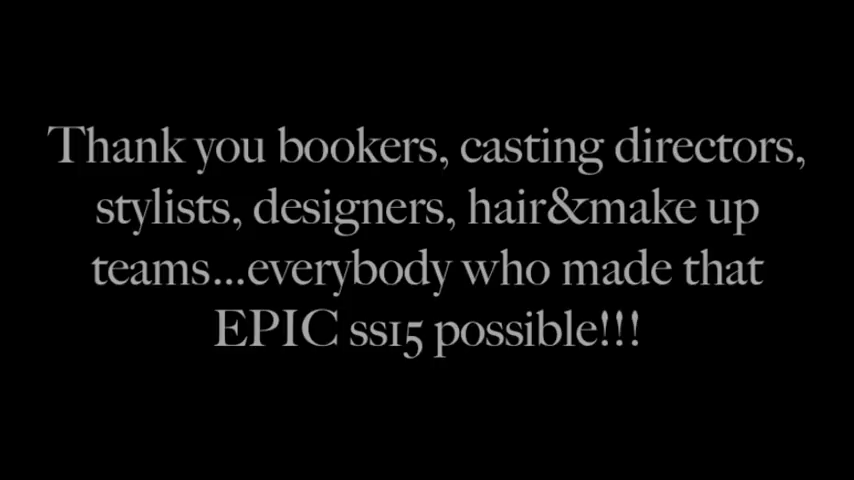 Thank you bookers, casting directors,
stylists, designers, hair&make up
teams...everybody who made that
EPIC ss15 possible!!!